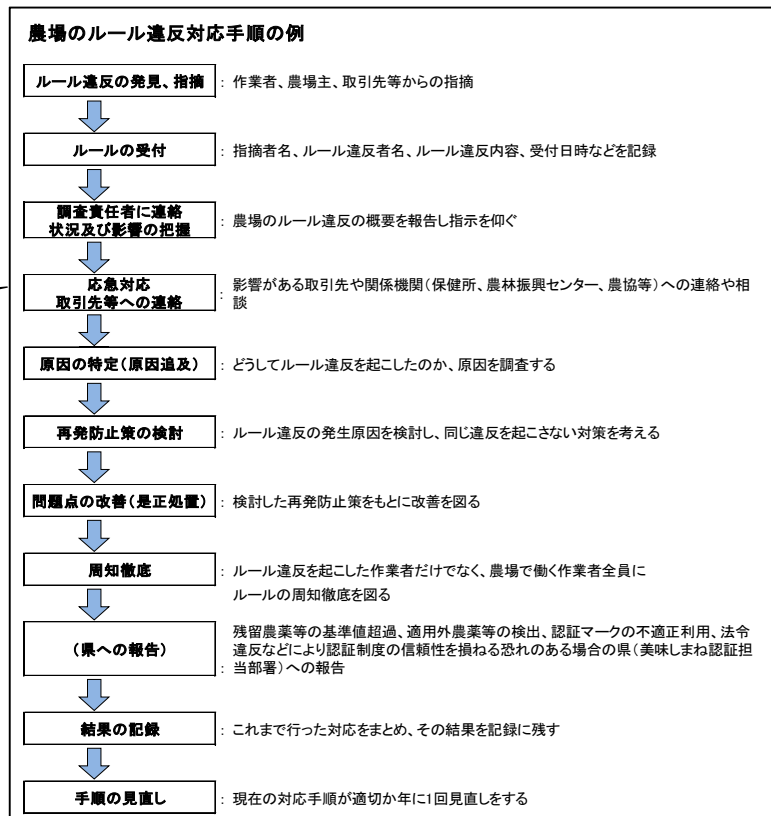 農場のルール違反対応手順の例
ルール違反の発見、指摘
: 作業者、農場主、取引先等からの指摘
ルールの受付
: 指摘者名、ルール違反者名、ルール違反内容、受付日時などを記録
調査責任者に連絡
状況及び影響の把握
: 農場のルール違反の概要を報告し指示を仰ぐ
応急対応
取引先等への連絡
: 影響がある取引先や関係機関(保健所、農林振興センター、農協等)への連絡や相
談
原因の特定(原因追及)
: どうしてルール違反を起こしたのか、原因を調査する
再発防止策の検討
: ルール違反の発生原因を検討し、同じ違反を起こさない対策を考える
問題点の改善(是正処置)
: 検討した再発防止策をもとに改善を図る
周知徹底
: ルール違反を起こした作業者だけでなく、農場で働く作業者全員に
ルールの周知徹底を図る
(県への報告)
残留農薬等の基準値超過、適用外農薬等の検出、認証マークの不適正利用、法令
違反などにより認証制度の信頼性を損ねる恐れのある場合の県(美味しまね認証担
: 当部署)への報告
結果の記録
: これまで行った対応をまとめ、その結果を記録に残す
手順の見直し
: 現在の対応手順が適切か年に1回見直しをする